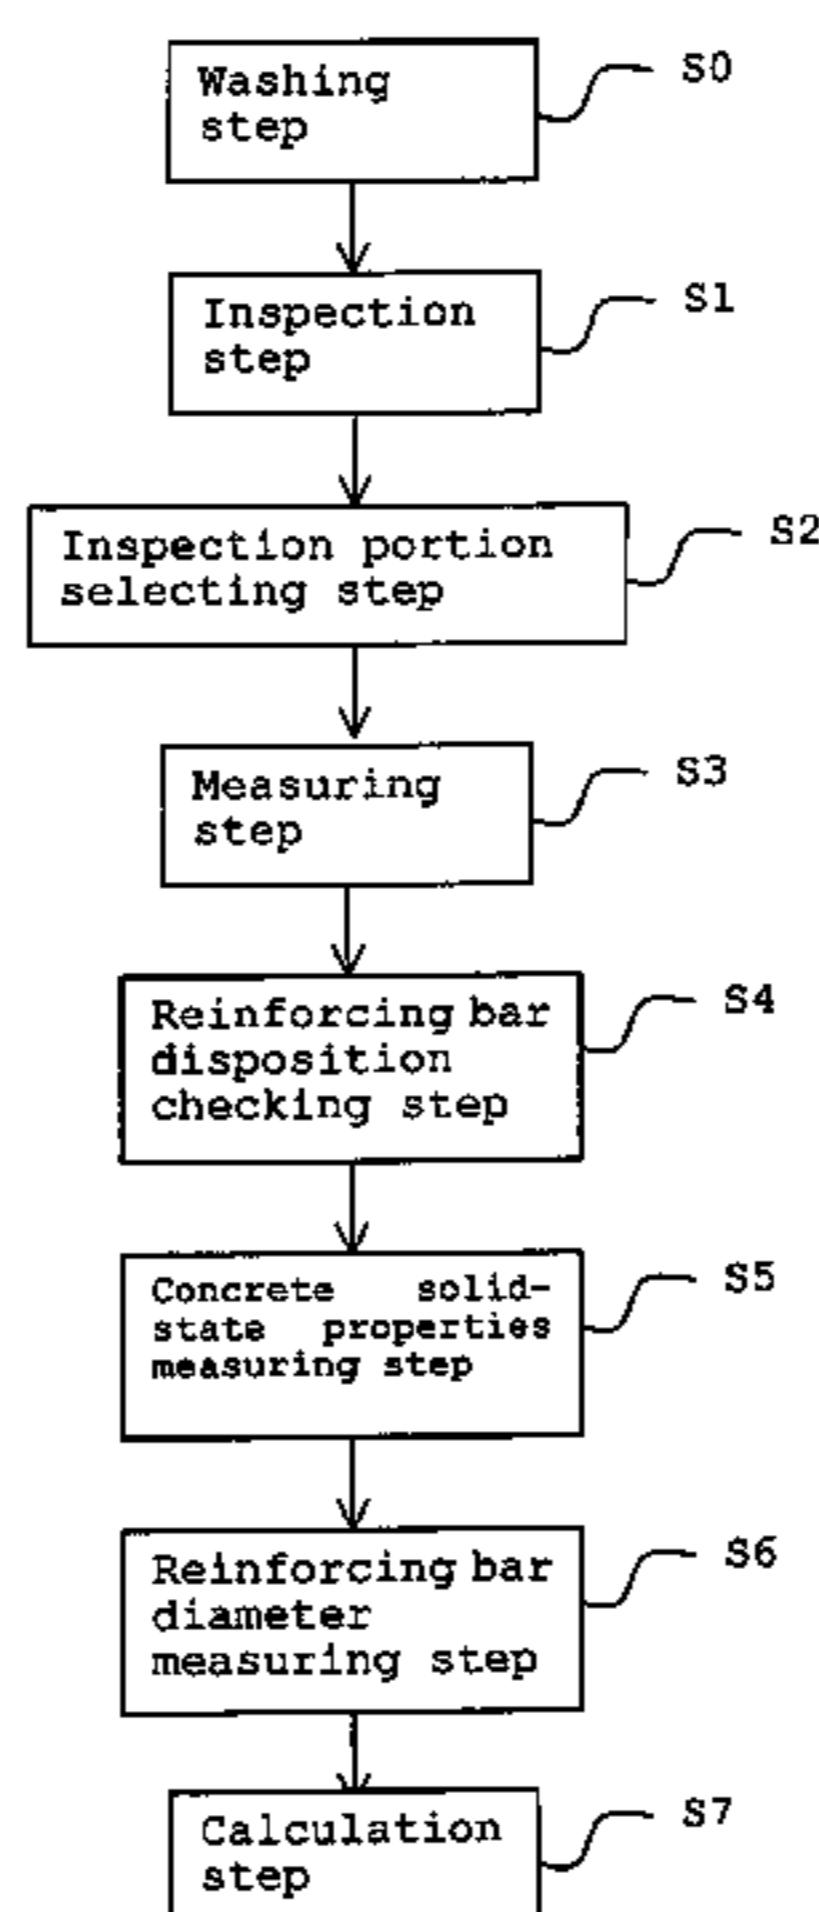 Washing
step
S0
Inspection
step
S1
Inspection portion
selecting step
S2
Measuring
step
S3
Reinforcing bar
disposition
checking step
S4
Concrete solid-
state properties
measuring step
S5
Reinforcing bar
diameter
measuring step
S6
Calculation
step
S7